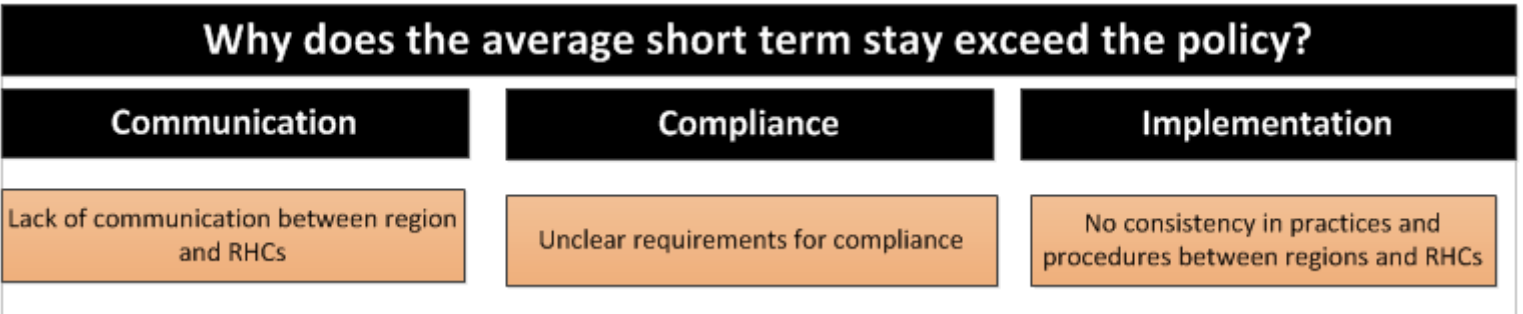 Why does the average short term stay exceed the policy?
Communication
Compliance
Implementation
Lack of communication between region
and RHCs
Unclear requirements for compliance
No consistency in practices and
procedures between regions and RHCs